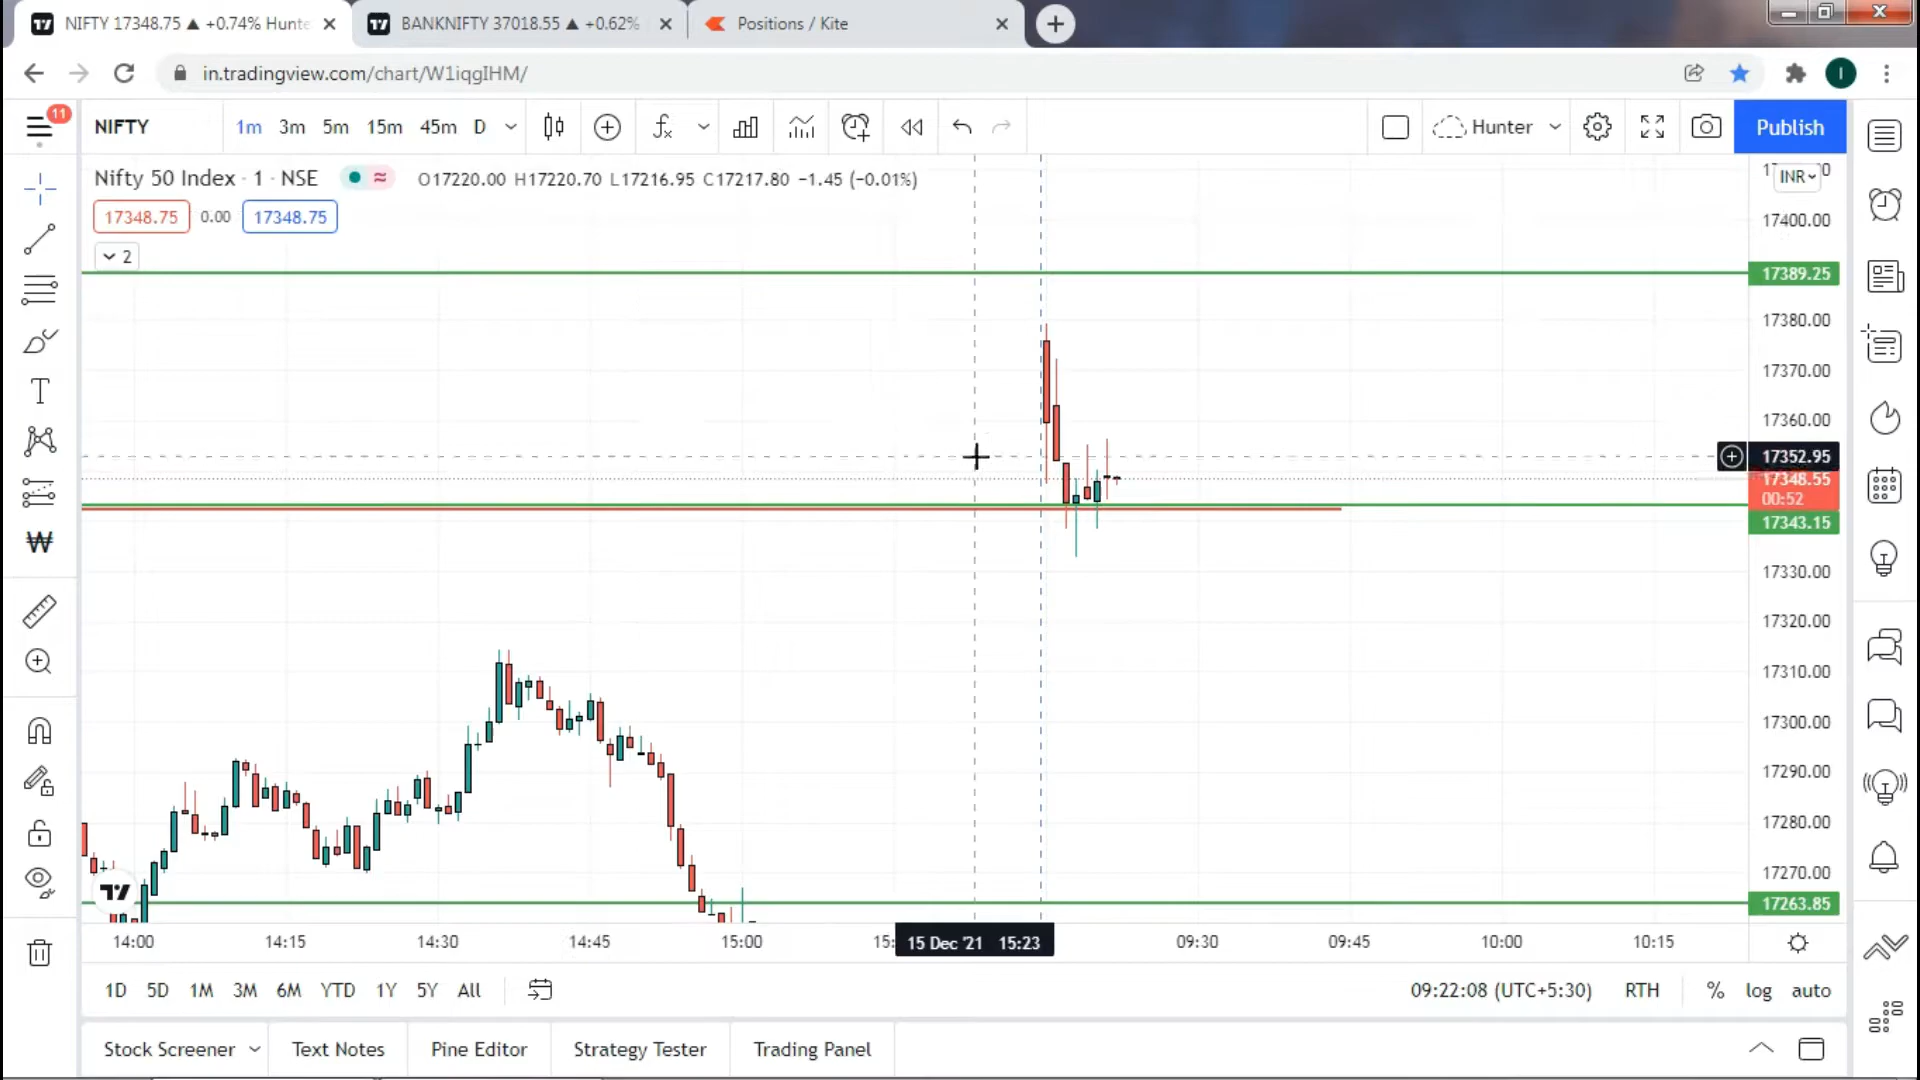 NIFTY 17348.75 ▲ +0.74% Hunte
BANKNIFTY 37018.55 ▲ +0.62%
Positions / Kite
in.tradingview.com/chart/W1iqgIHM/
I
11
NIFTY
1m 3m 5m 15m 45m D
Hunter
Publish
Nifty 50 Index · 1 · NSE
O17220.00 H17220.70 L17216.95 C17217.80 −1.45 (−0.01%)
INR
17348.75 0.00 17348.75
2
17400.00
17389.25
17380.00
17370.00
17360.00
17352.95
17348.55
00:52
17343.15
17330.00
17320.00
17310.00
17300.00
17290.00
17280.00
17270.00
17263.85
14:00 14:15 14:30 14:45 15:00 15 Dec '21 15:23 09:30 09:45 10:00 10:15
1D 5D 1M 3M 6M YTD 1Y 5Y All
09:22:08 (UTC+5:30) RTH % log auto
Stock Screener Text Notes Pine Editor Strategy Tester Trading Panel